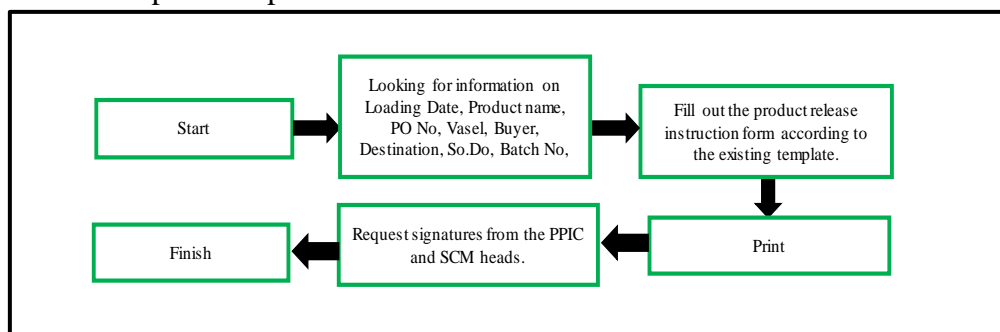 Start
Looking for information on
Loading Date, Product name,
PO No, Vasel, Buyer,
Destination, So.Do, Batch No,
Fill out the product release
instruction form according to
the existing template.
Print
Request signatures from the PPIC
and SCM heads.
Finish